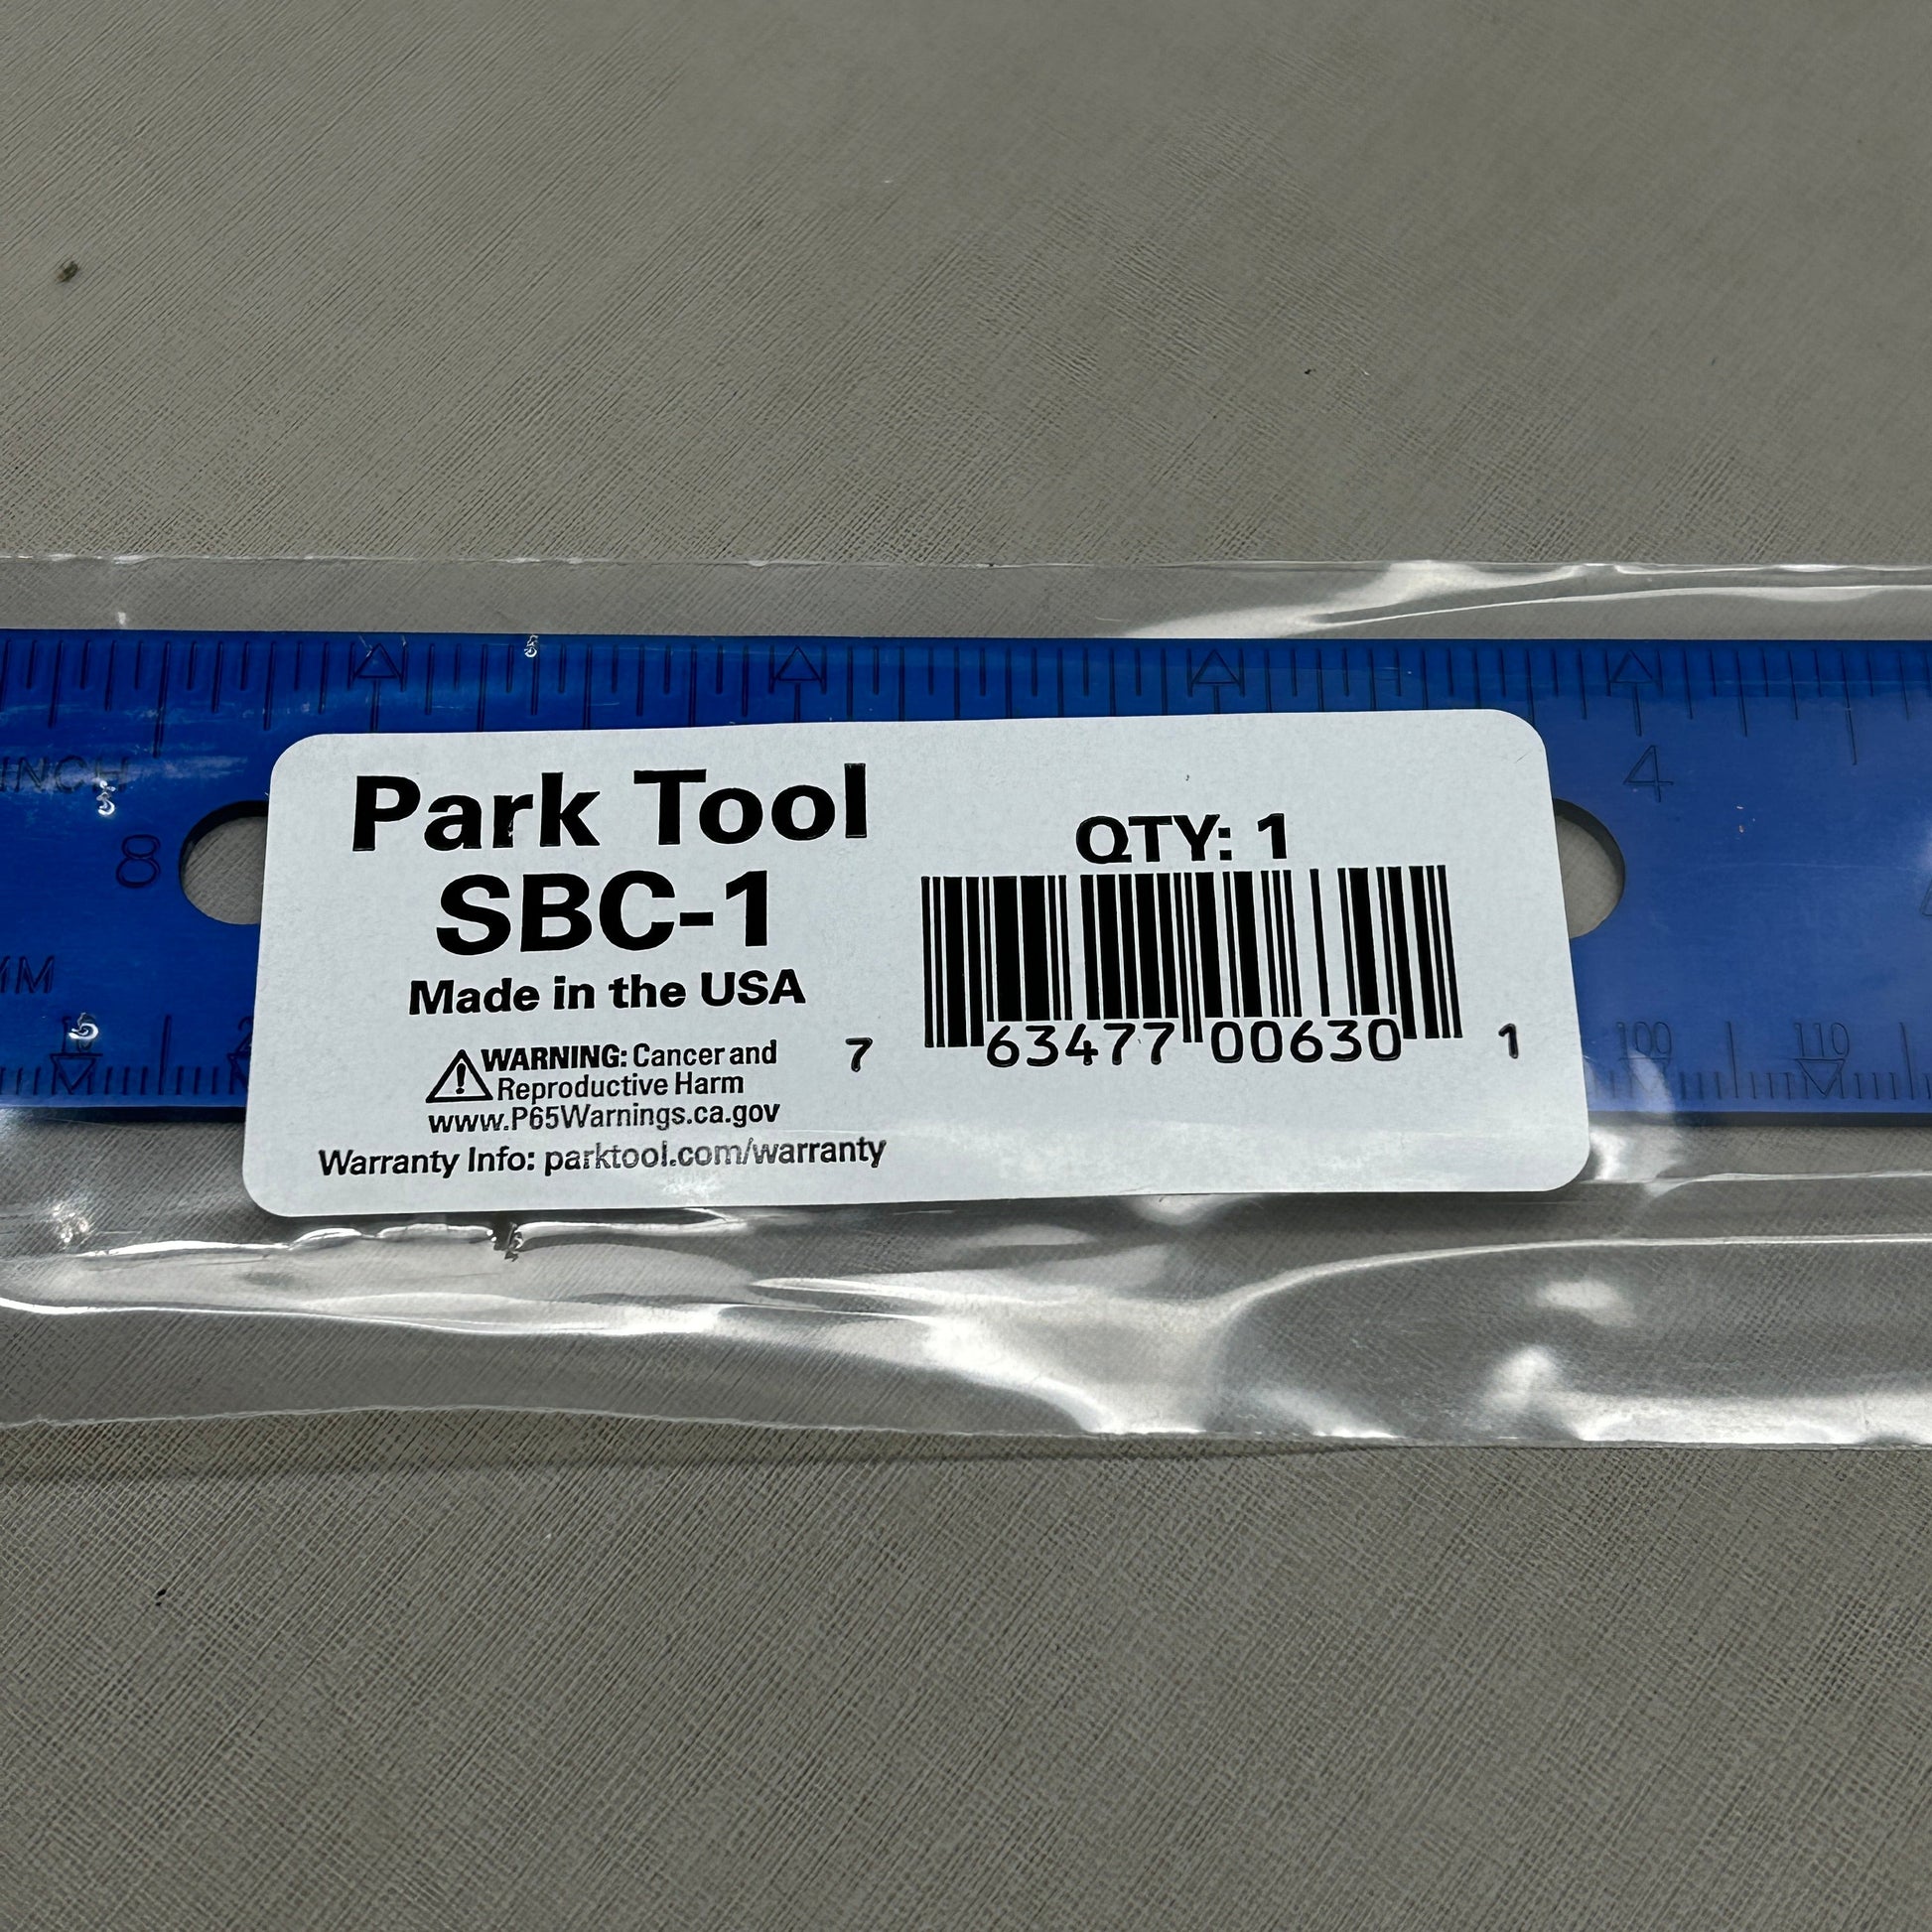 INCH
8
4
MM
Park Tool
SBC-1
Made in the USA
WARNING: Cancer and
Reproductive Harm
www.P65Warnings.ca.gov
Warranty Info: parktool.com/warranty
QTY: 1
7 63477 00630 1
100 110